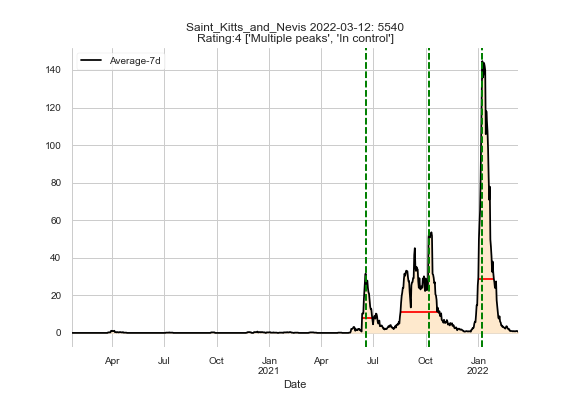 Saint_Kitts_and_Nevis 2022-03-12: 5540
Rating:4 ['Multiple peaks', 'In control']
Average-7d
140
120
100
80
60
40
20
0
Apr
Jul
Oct
Jan
2021
Apr
Jul
Oct
Jan
2022
Date